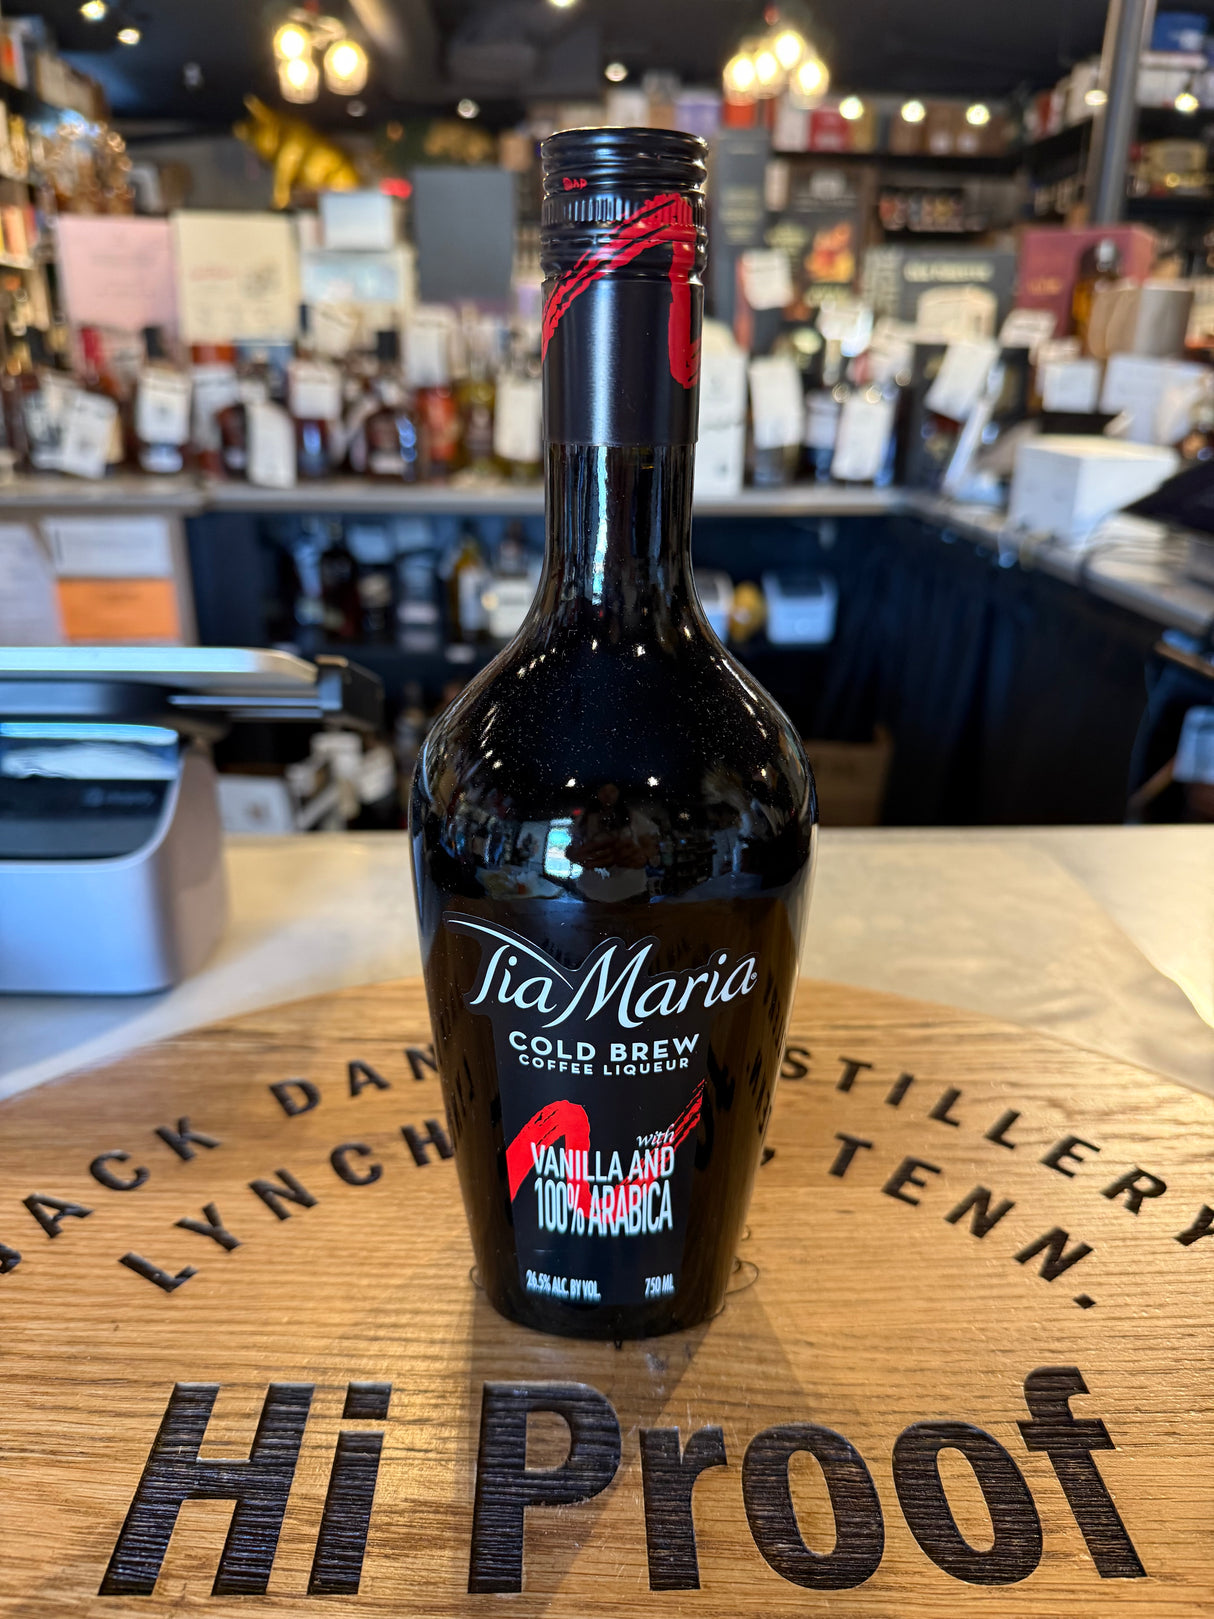 Tia Maria®
COLD BREW
COFFEE LIQUEUR
with
VANILLA AND
100% ARABICA
26.5% ALC. BY VOL. 750 ML
ACK DAN STILLERY
LYNCH , TENN.
Hi Proof